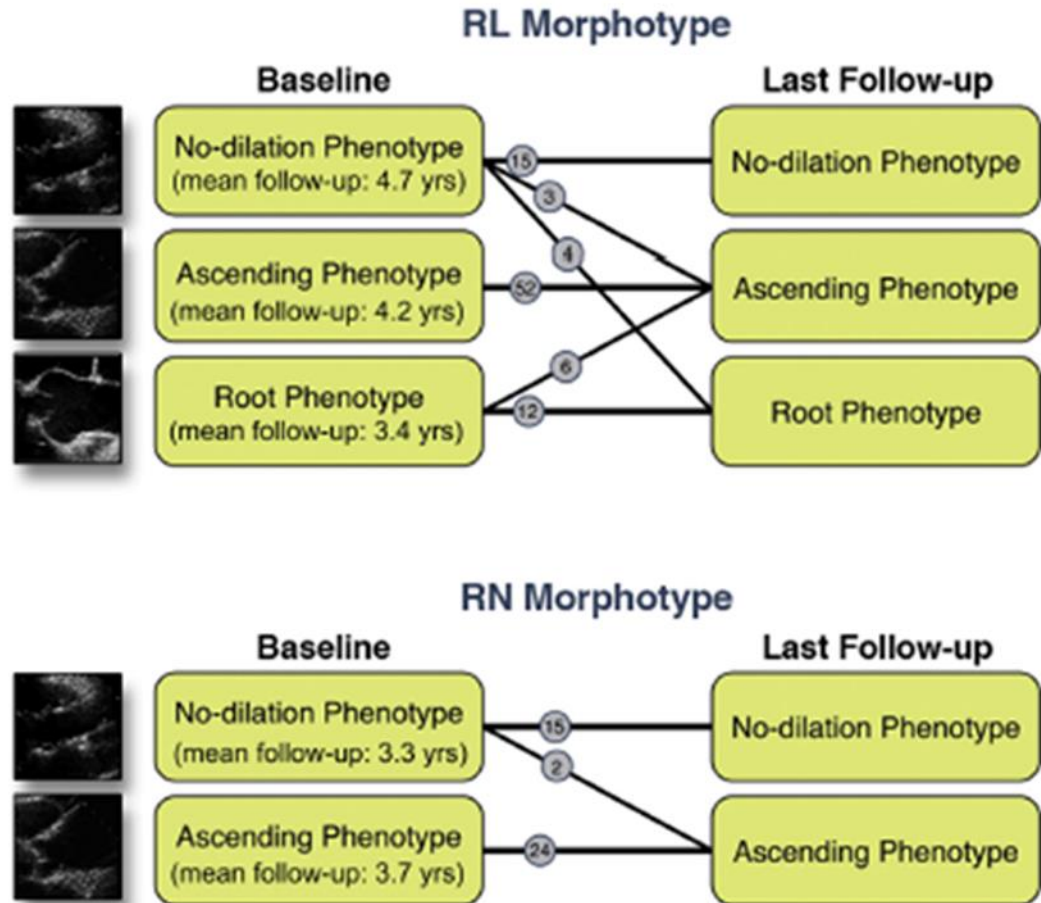 RL Morphotype
Baseline
Last Follow-up
No-dilation Phenotype
(mean follow-up: 4.7 yrs)
15
No-dilation Phenotype
3
4
Ascending Phenotype
(mean follow-up: 4.2 yrs)
52
Ascending Phenotype
6
Root Phenotype
(mean follow-up: 3.4 yrs)
12
Root Phenotype
RN Morphotype
Baseline
Last Follow-up
No-dilation Phenotype
(mean follow-up: 3.3 yrs)
15
No-dilation Phenotype
2
Ascending Phenotype
(mean follow-up: 3.7 yrs)
24
Ascending Phenotype